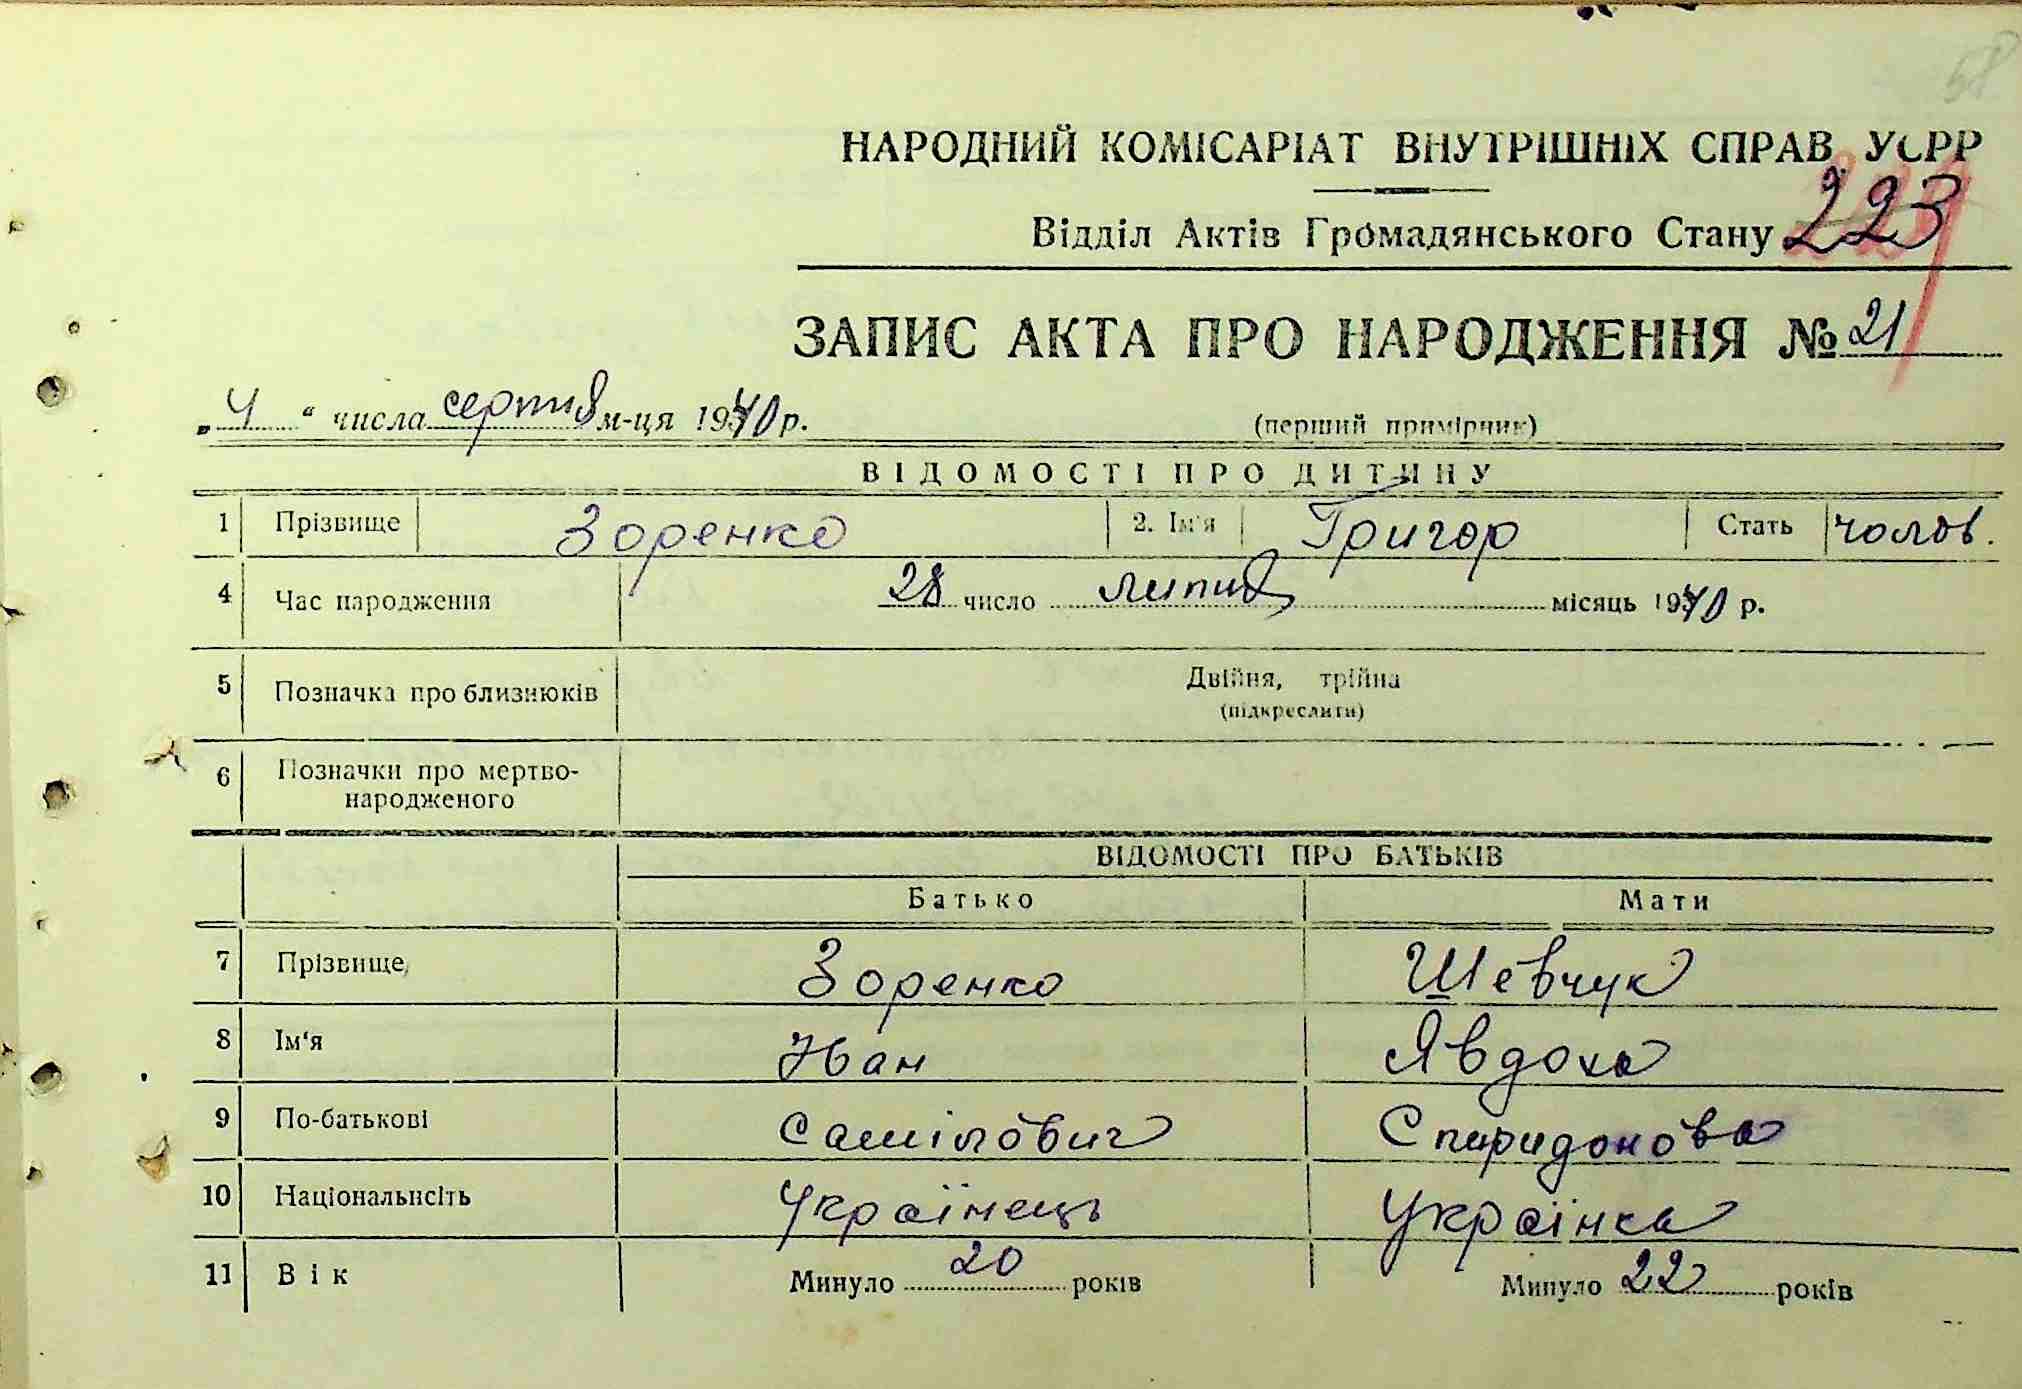 58
НАРОДНИЙ КОМІСАРІАТ ВНУТРІШНІХ СПРАВ УСРР
Відділ Актів Громадянського Стану 223
ЗАПИС АКТА ПРО НАРОДЖЕННЯ № 21
„4“ числа серпня м-ця 1940 р. (перший примірник)
ВІДОМОСТІ ПРО ДИТИНУ
1 Прізвище Зоренко 2. Ім'я Григор Стать чолов.
4 Час народження 28 число липня місяць 1940 р.
5 Позначка про близнюків Двійня, трійна
(підкреслити)
6 Позначки про мертво-
народженого
ВІДОМОСТІ ПРО БАТЬКІВ
Батько Мати
7 Прізвище Зоренко Шевчук
8 Ім'я Іван Явдоха
9 По-батькові Самілович Спиридонова
10 Національність Українець Українка
11 Вік Минуло 20 років Минуло 22 років